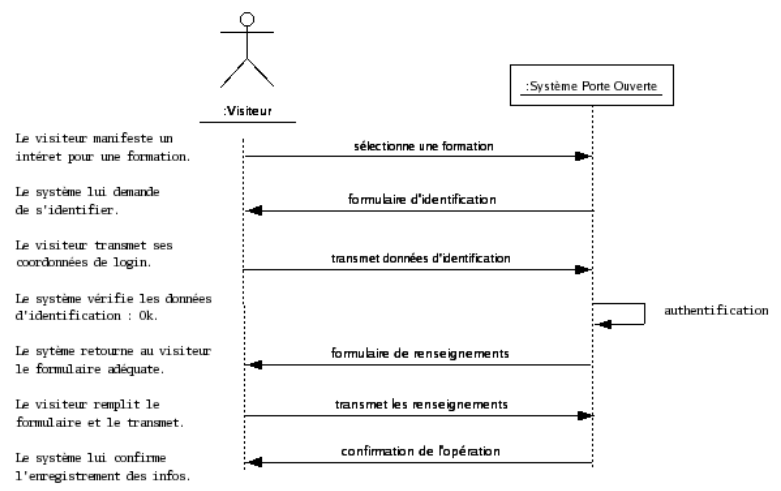 :Visiteur
:Système Porte Ouverte
Le visiteur manifeste un
intéret pour une formation.
sélectionne une formation
Le système lui demande
de s'identifier.
formulaire d'identification
Le visiteur transmet ses
coordonnées de login.
transmet données d'identification
Le système vérifie les données
d'identification : Ok.
authentification
Le sytème retourne au visiteur
le formulaire adéquate.
formulaire de renseignements
Le visiteur remplit le
formulaire et le transmet.
transmet les renseignements
Le système lui confirme
l'enregistrement des infos.
confirmation de l'opération